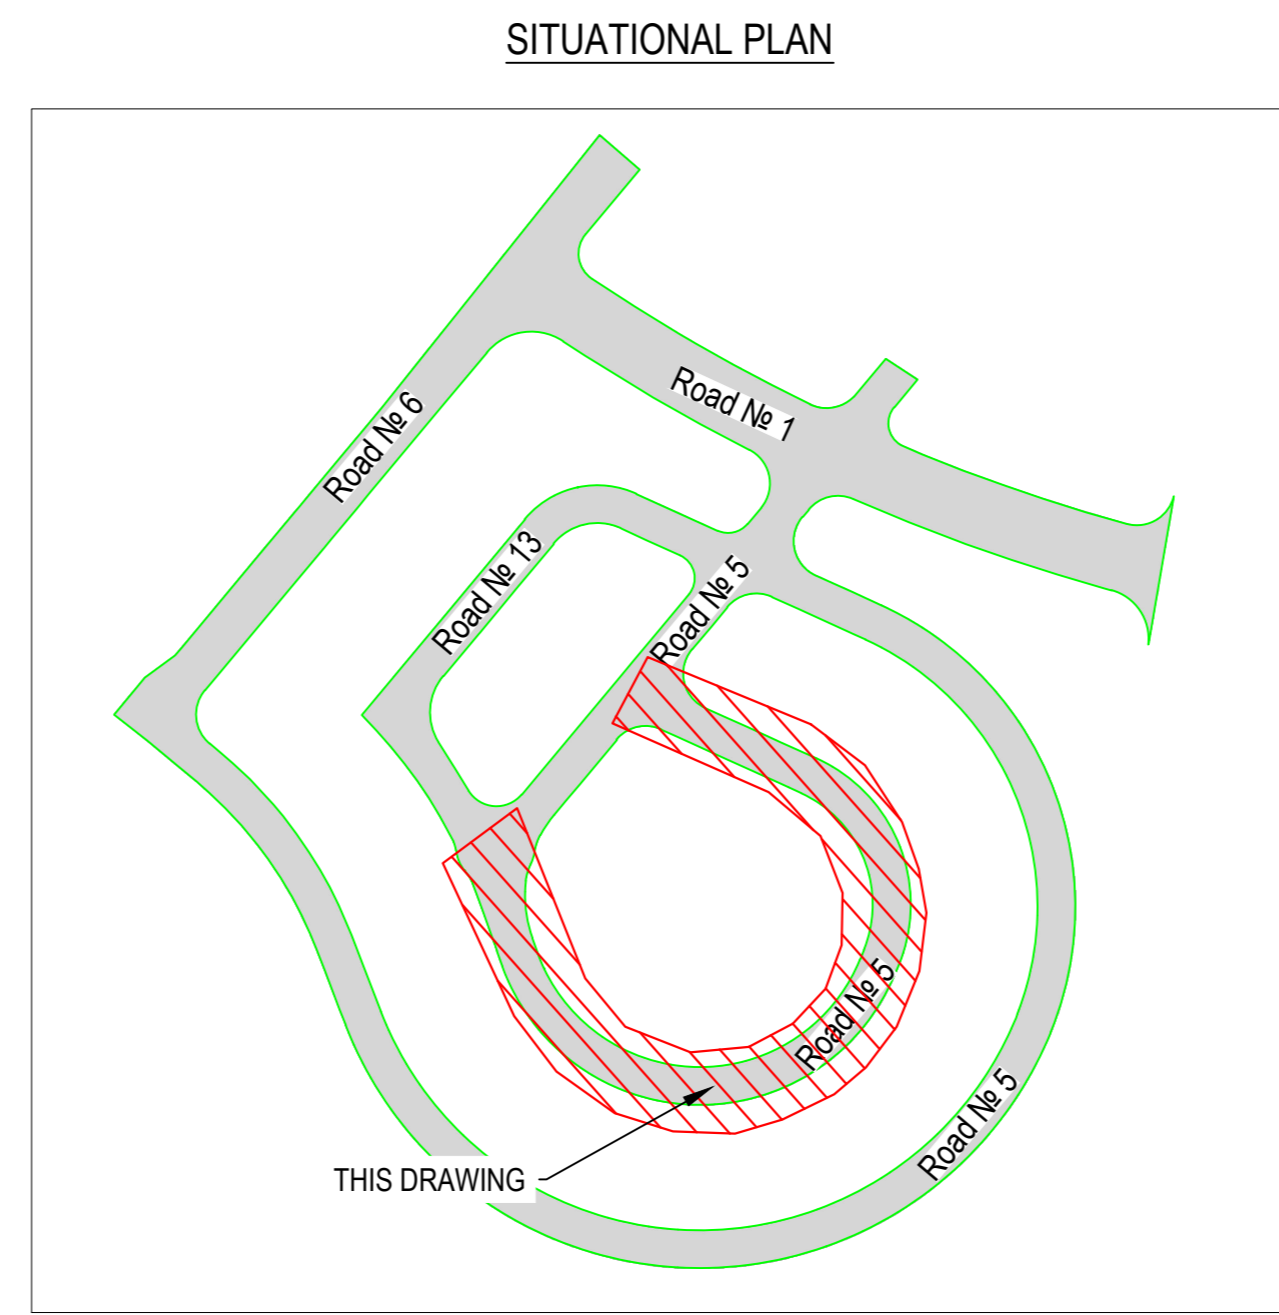 SITUATIONAL PLAN
Road № 1
Road № 6
Road № 13
Road № 5
Road № 5
Road № 5
THIS DRAWING